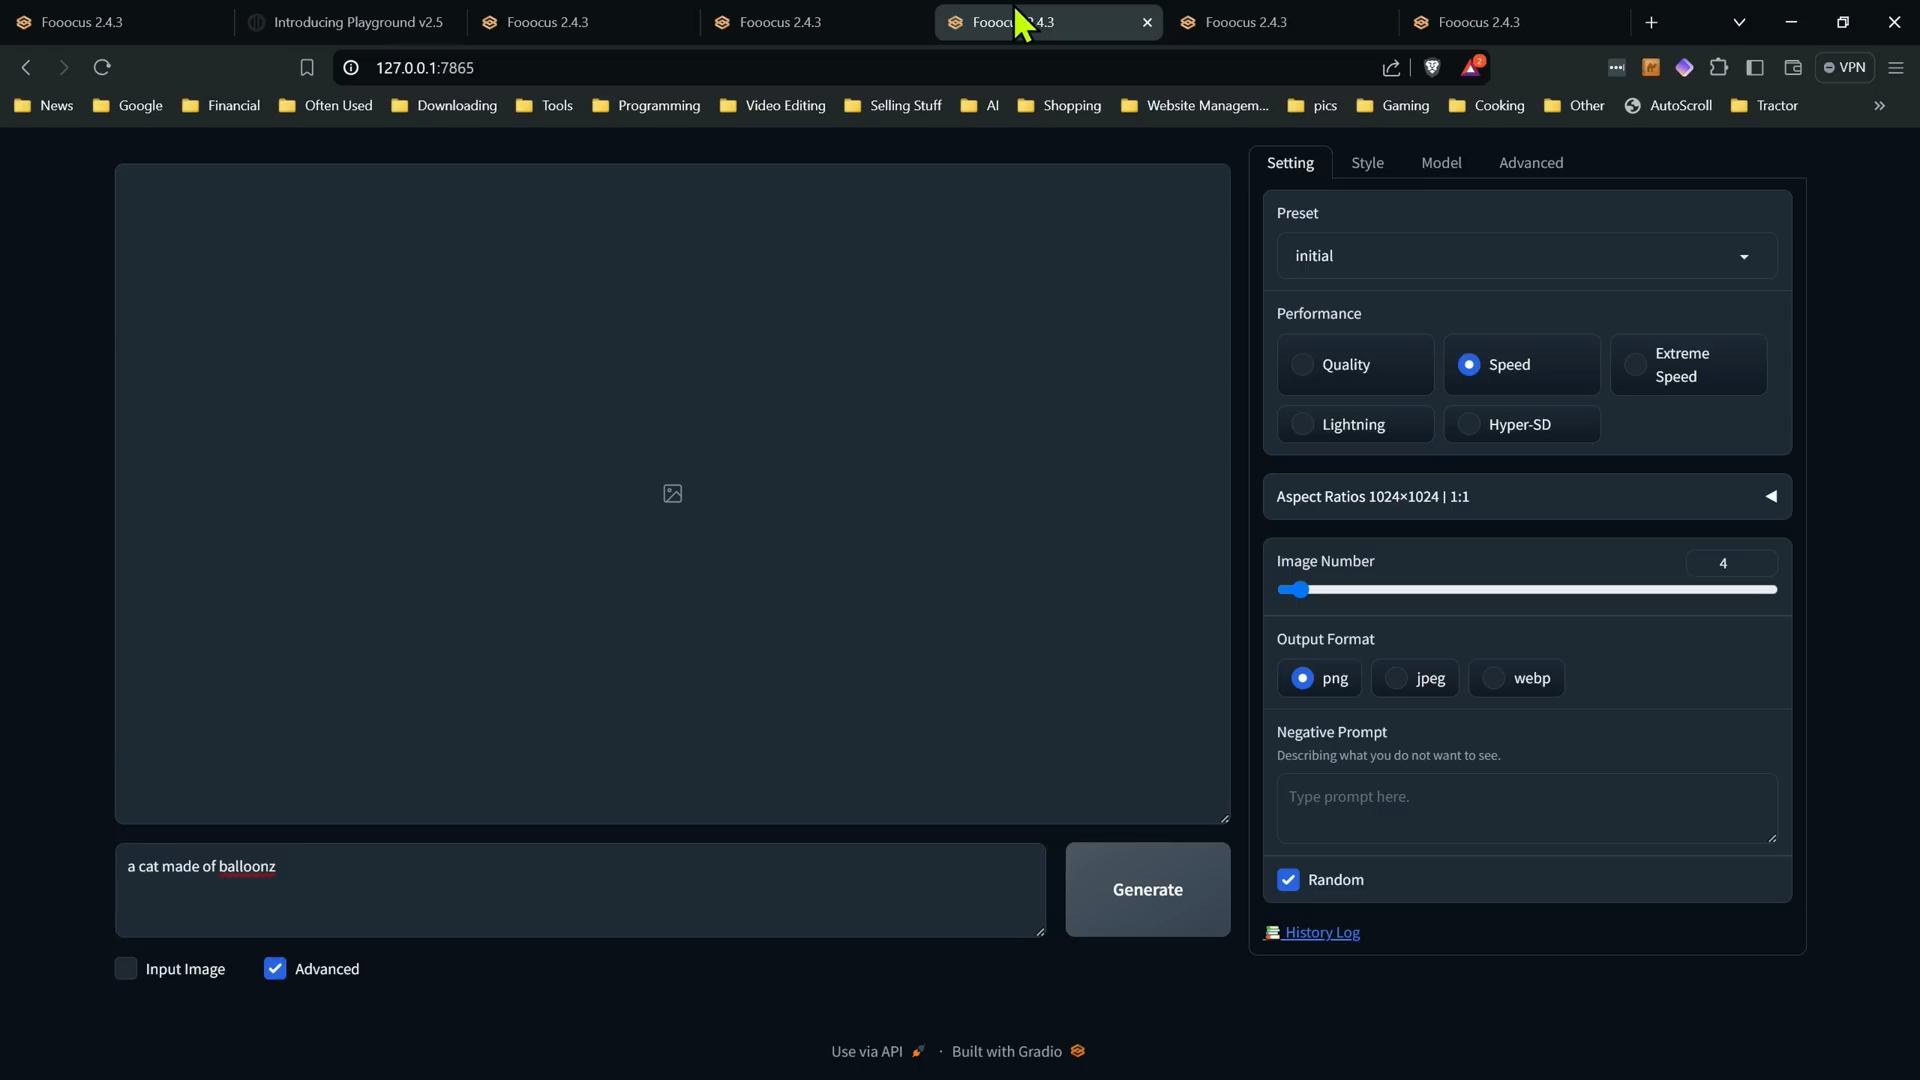 Fooocus 2.4.3
Introducing Playground v2.5
Fooocus 2.4.3
Fooocus 2.4.3
Fooocus 2.4.3
Fooocus 2.4.3
127.0.0.1:7865
2
VPN
News Google Financial Often Used Downloading Tools Programming Video Editing Selling Stuff AI Shopping Website Managem... pics Gaming Cooking Other AutoScroll Tractor
Setting Style Model Advanced
Preset
initial
Performance
Quality
Speed
Extreme
Speed
Lightning
Hyper-SD
Aspect Ratios 1024×1024 | 1:1
Image Number
4
Output Format
png
jpeg
webp
Negative Prompt
Describing what you do not want to see.
Type prompt here.
a cat made of balloonz
Generate
Random
History Log
Input Image
Advanced
Use via API · Built with Gradio